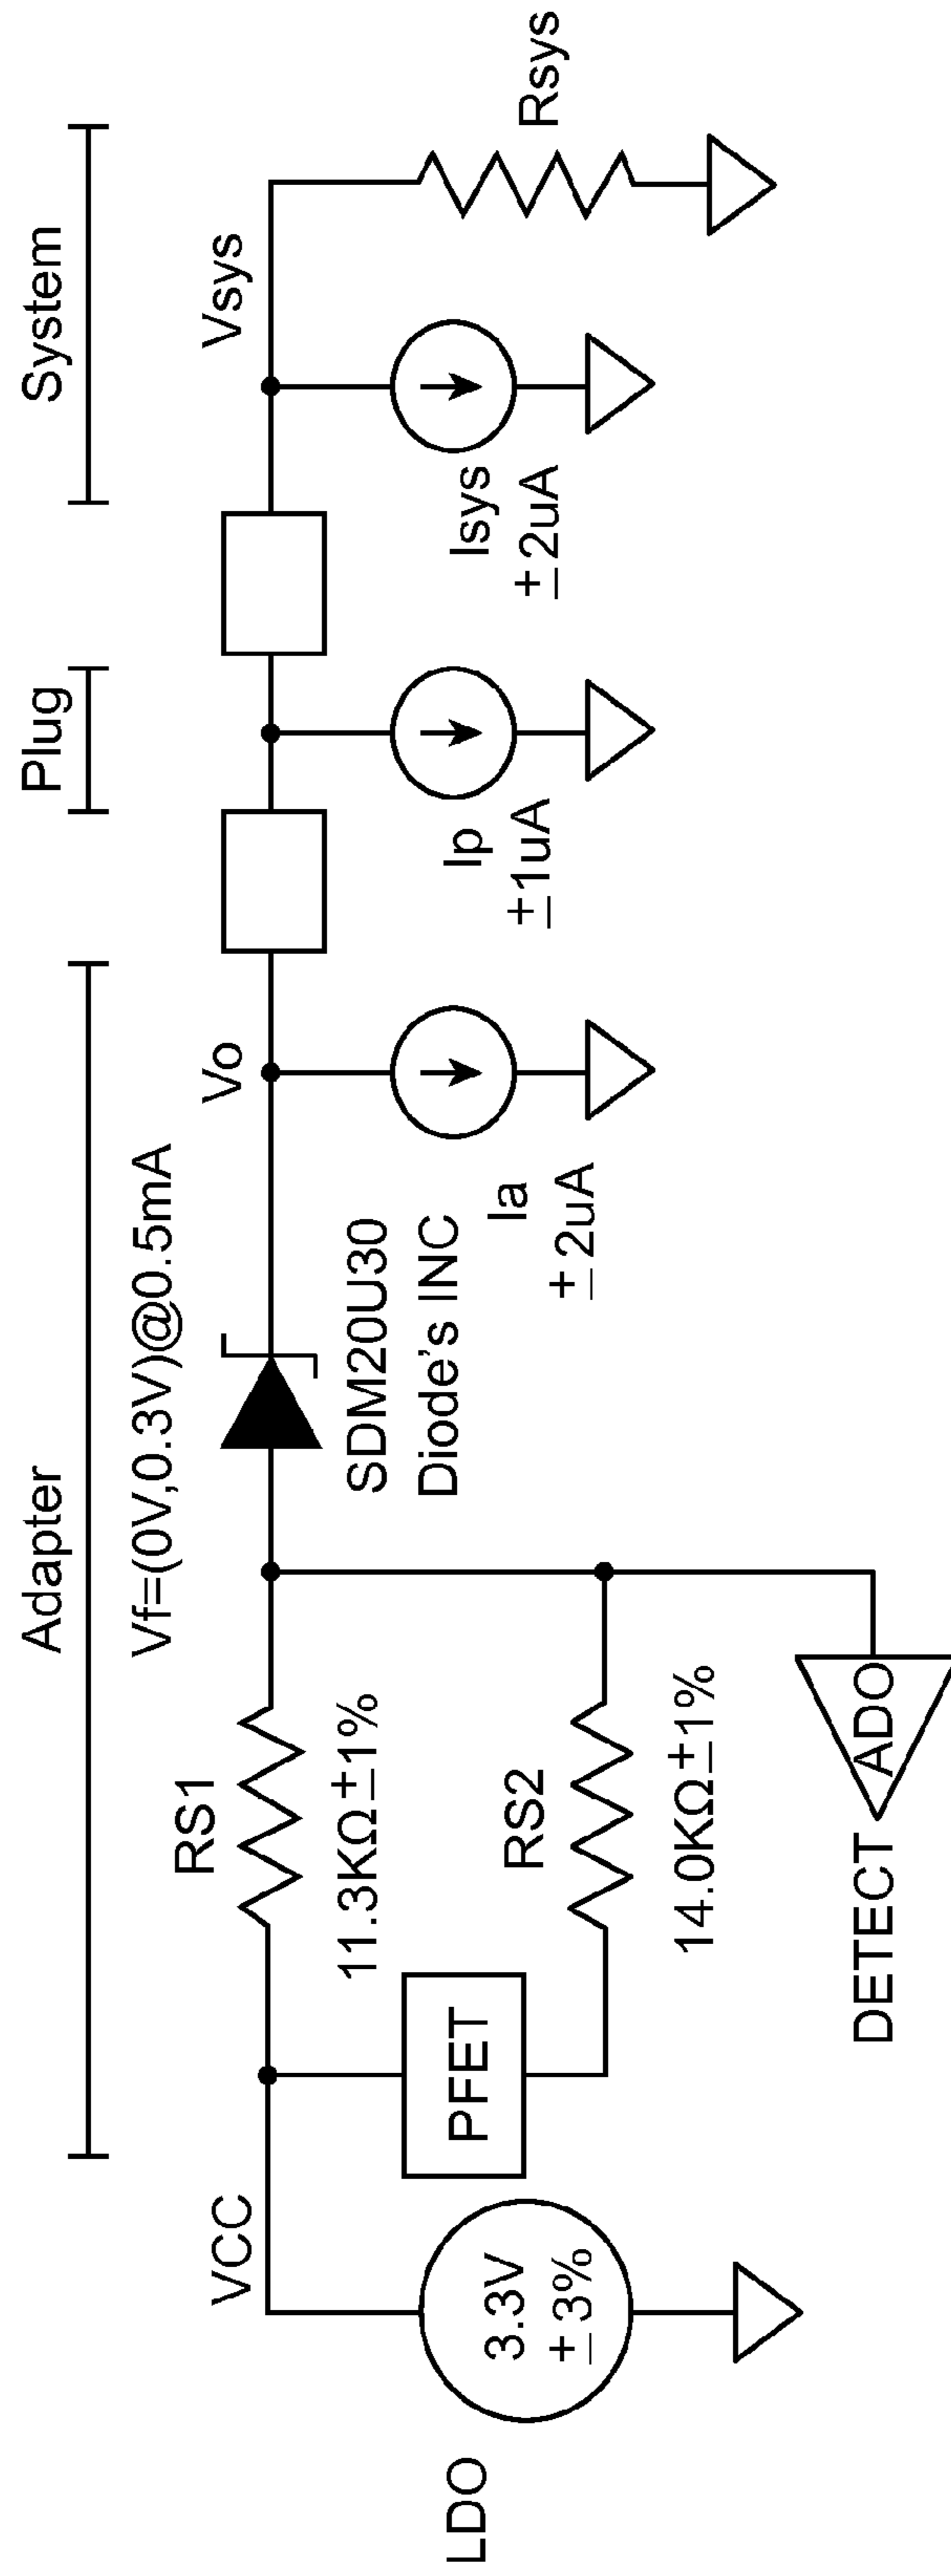 Adapter
Plug
System
Vf=(0V,0.3V)@0.5mA
VCC
RS1
Vo
Vsys
11.3KΩ±1%
SDM20U30
Diode's INC
LDO
3.3V
±3%
PFET
RS2
14.0KΩ±1%
Ia
±2uA
Ip
±1uA
Isys
±2uA
Rsys
DETECT
ADO